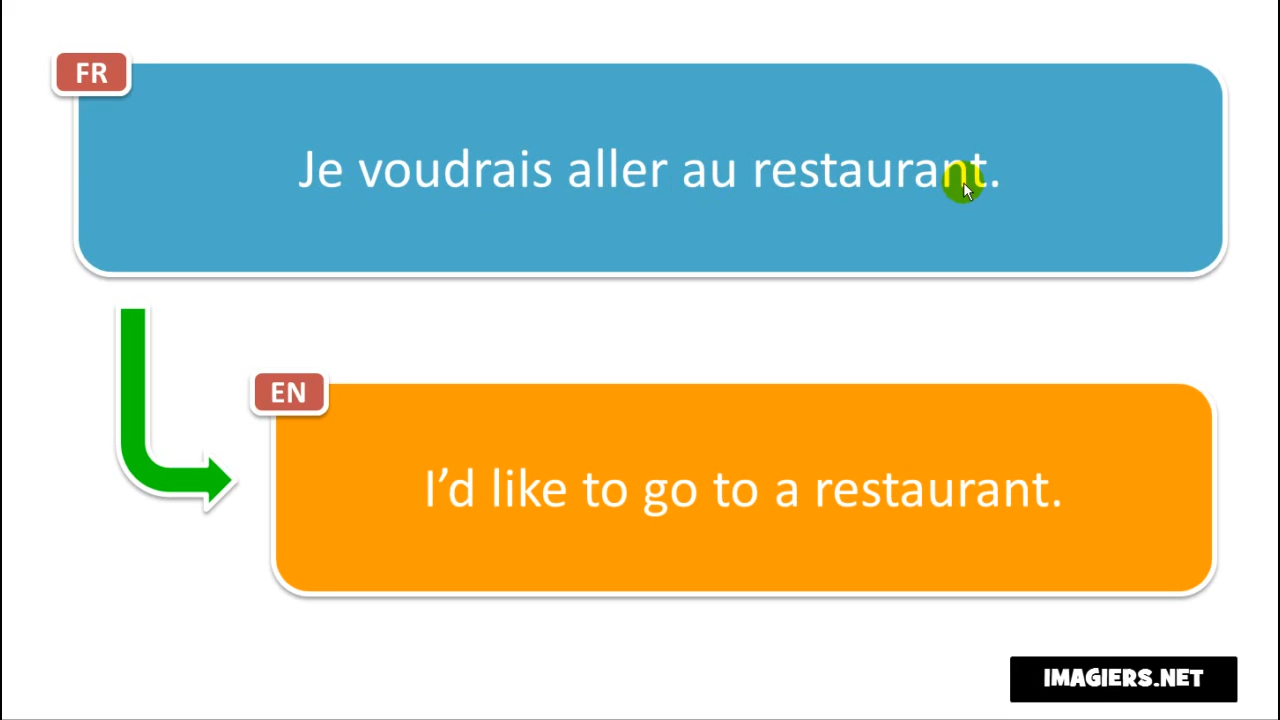 FR
Je voudrais aller au restaurant.
EN
I’d like to go to a restaurant.
IMAGIERS.NET